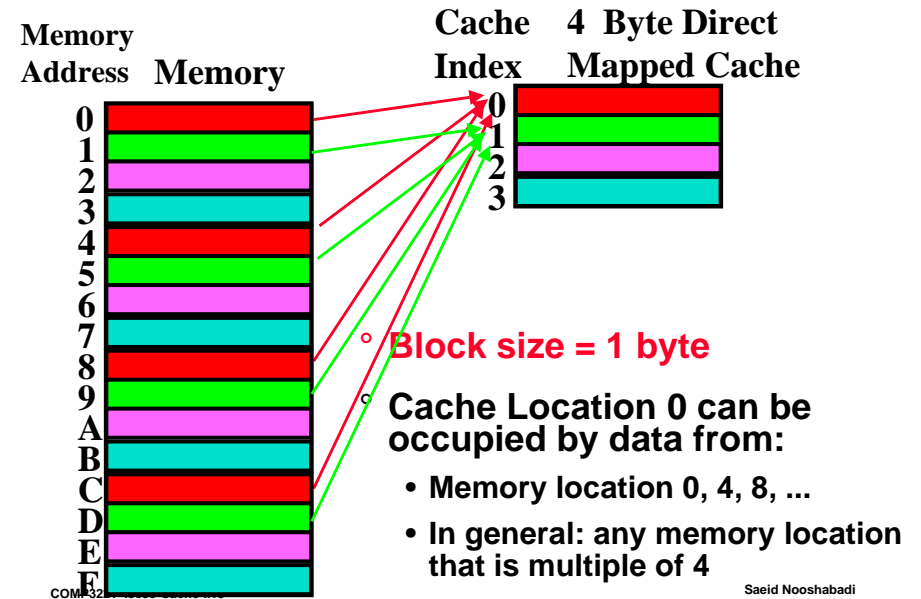 Memory
Address Memory
Cache 4 Byte Direct
Index Mapped Cache
0
1
2
3
4
5
6
7
8
9
A
B
C
D
E
F
0
1
2
3
° Block size = 1 byte
° Cache Location 0 can be
occupied by data from:
• Memory location 0, 4, 8, ...
• In general: any memory location
that is multiple of 4
Saeid Nooshabadi